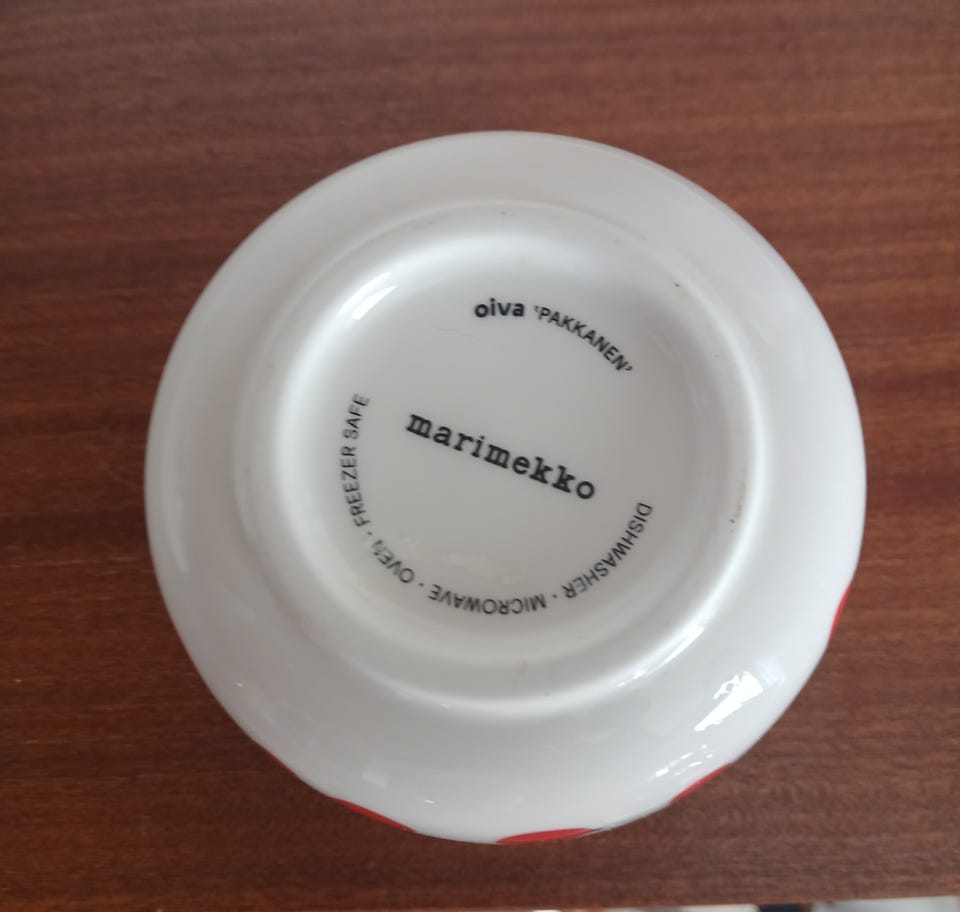 oiva 'PAKKANEN'
marimekko
DISHWASHER · MICROWAVE · OVEN · FREEZER SAFE